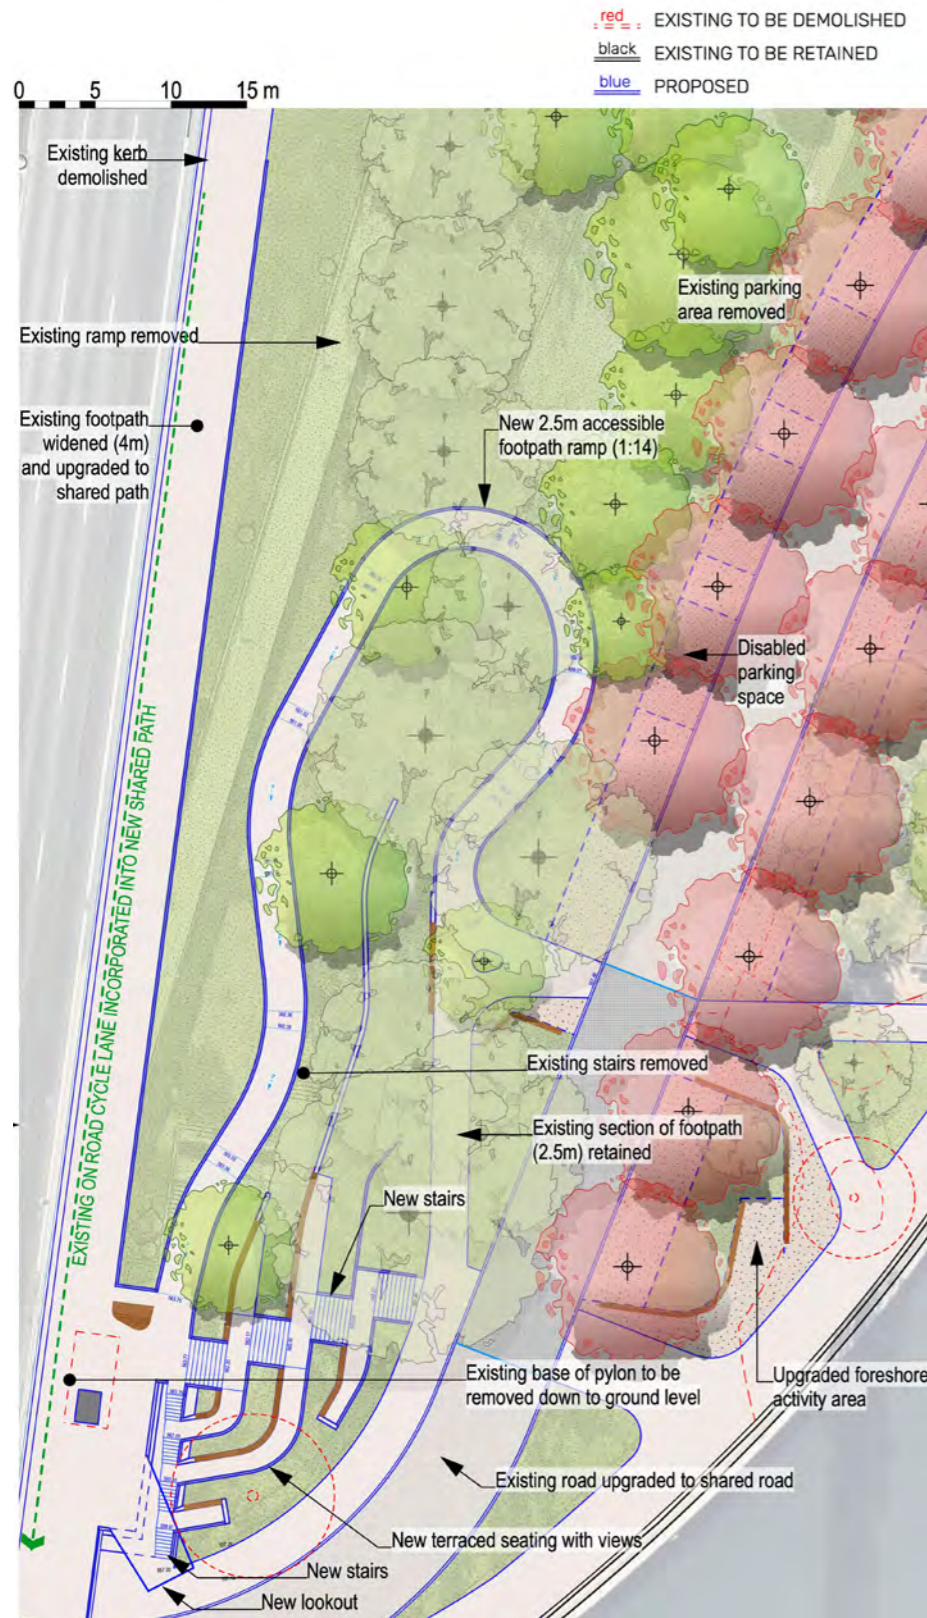 red EXISTING TO BE DEMOLISHED
black EXISTING TO BE RETAINED
blue PROPOSED
0 5 10 15 m
Existing kerb
demolished
Existing parking
area removed
Existing ramp removed
Existing footpath
widened (4m)
and upgraded to
shared path
New 2.5m accessible
footpath ramp (1:14)
Disabled
parking
space
EXISTING ON ROAD CYCLE LANE INCORPORATED INTO NEW SHARED PATH
Existing stairs removed
Existing section of footpath
(2.5m) retained
New stairs
Existing base of pylon to be
removed down to ground level
Upgraded foreshore
activity area
Existing road upgraded to shared road
New terraced seating with views
New stairs
New lookout